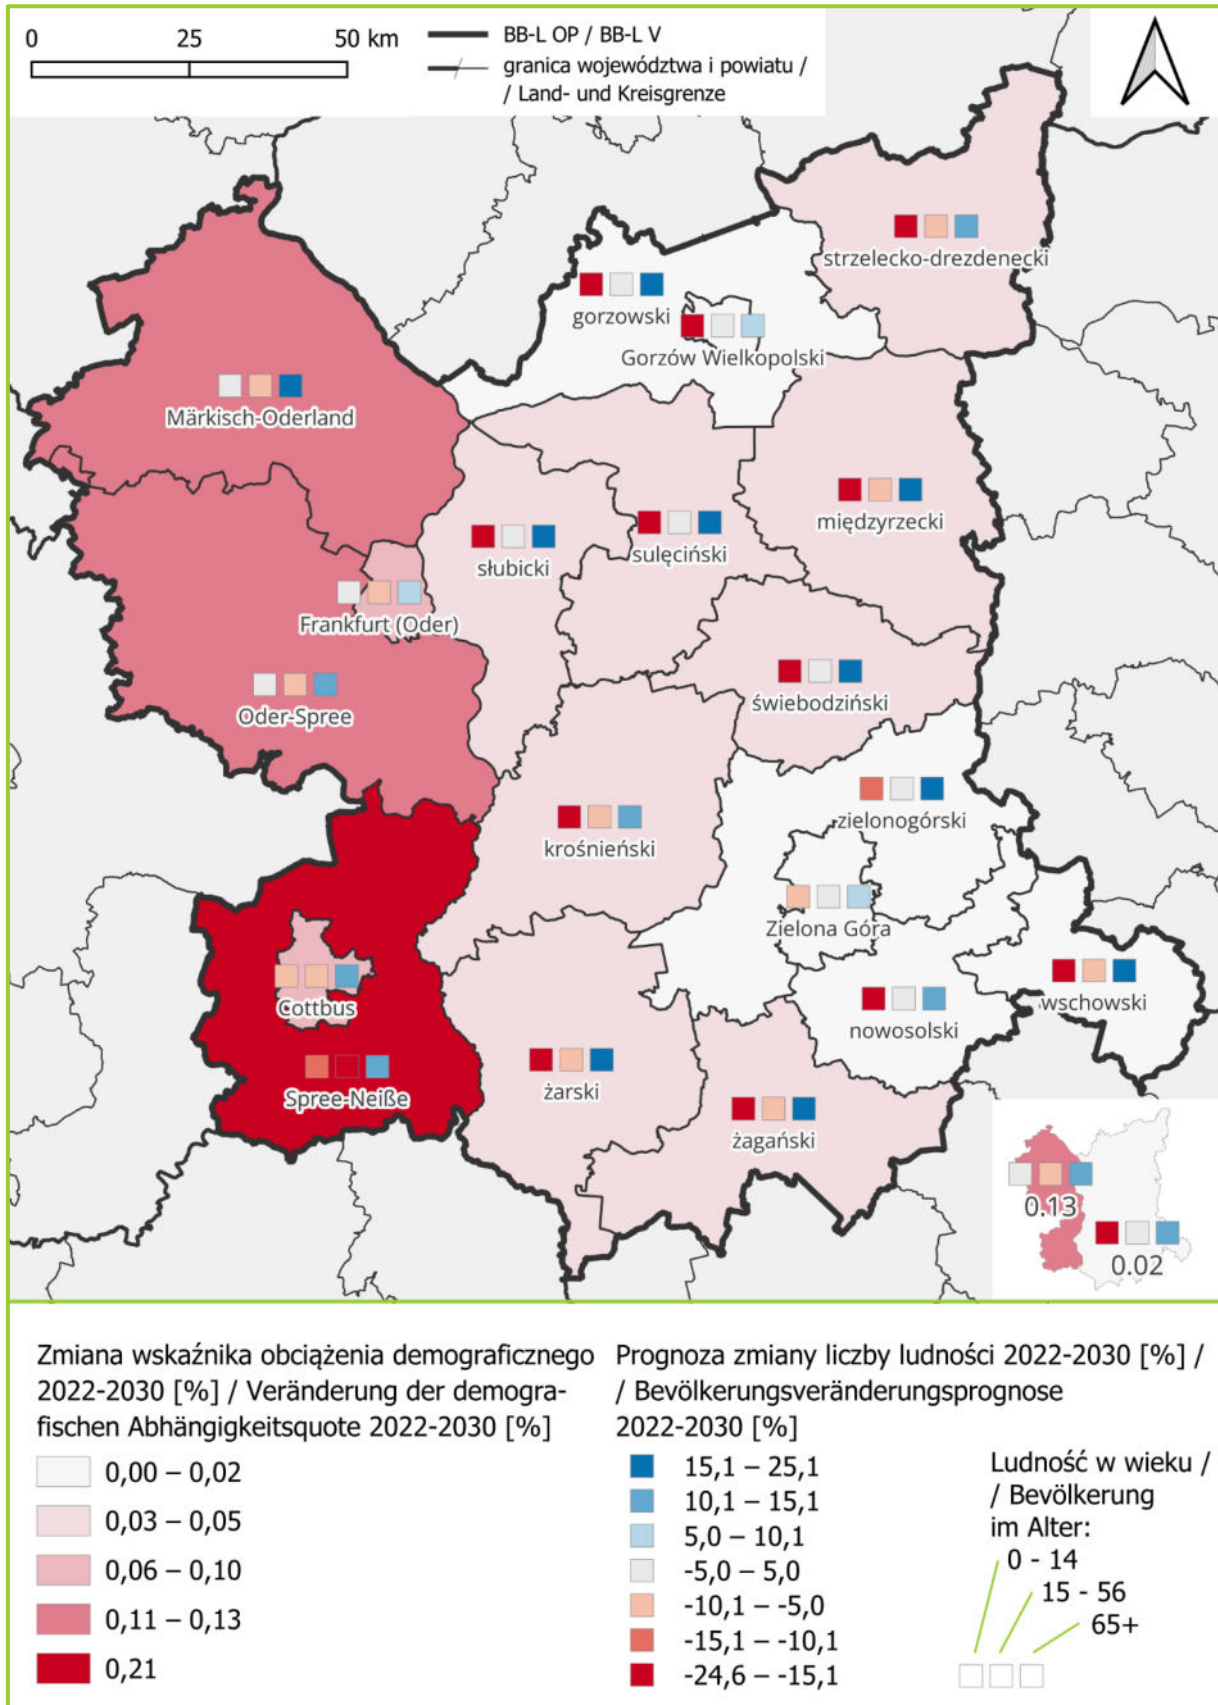 0 25 50 km
BB-L OP / BB-L V
granica województwa i powiatu /
/ Land- und Kreisgrenze
strzelecko-drezdenecki
gorzowski
Gorzów Wielkopolski
Märkisch-Oderland
międzyrzecki
słubicki
sulęciński
Frankfurt (Oder)
Oder-Spree
świebodziński
zielonogórski
krośnieński
Zielona Góra
wschowski
Cottbus
nowosolski
Spree-Neiße
żarski
żagański
0.13
0.02
Zmiana wskaźnika obciążenia demograficznego
2022-2030 [%] / Veränderung der demogra-
fischen Abhängigkeitsquote 2022-2030 [%]
0,00 – 0,02
0,03 – 0,05
0,06 – 0,10
0,11 – 0,13
0,21
Prognoza zmiany liczby ludności 2022-2030 [%] /
/ Bevölkerungsveränderungsprognose
2022-2030 [%]
15,1 – 25,1
10,1 – 15,1
5,0 – 10,1
-5,0 – 5,0
-10,1 – -5,0
-15,1 – -10,1
-24,6 – -15,1
Ludność w wieku /
/ Bevölkerung
im Alter:
0 - 14
15 - 56
65+